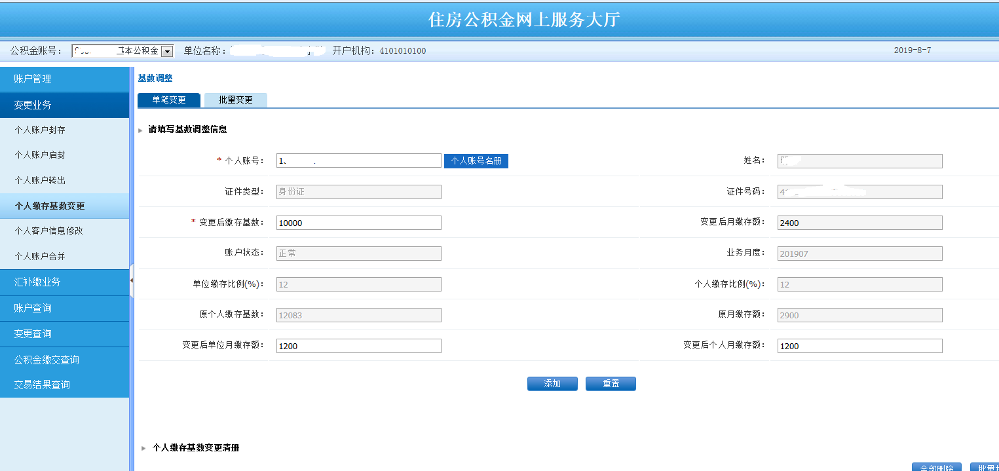 住房公积金网上服务大厅
公积金账号： 本公积金 单位名称： 开户机构：4101010100 2019-8-7
账户管理
变更业务
个人账户封存
个人账户启封
个人账户转出
个人缴存基数变更
个人客户信息修改
个人账户合并
汇补缴业务
账户查询
变更查询
公积金缴交查询
交易结果查询
基数调整
单笔变更 批量变更
请填写基数调整信息
* 个人账号： 1、 个人账号名册 姓名：
证件类型： 身份证 证件号码： 4
* 变更后缴存基数： 10000 变更后月缴存额： 2400
账户状态： 正常 业务月度： 201907
单位缴存比例(%)： 12 个人缴存比例(%)： 12
原个人缴存基数： 12083 原月缴存额： 2900
变更后单位月缴存额： 1200 变更后个人月缴存额： 1200
添加 重置
个人缴存基数变更清册
全部删除 批量